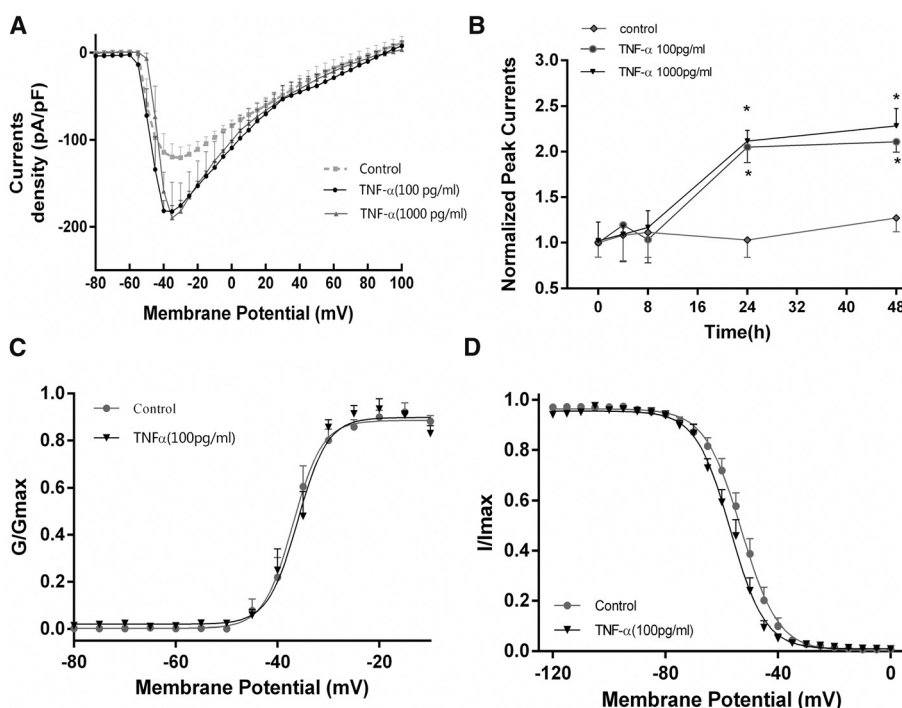 A
0
-100
-200
Currents
density (pA/pF)
Control
TNF-α(100 pg/ml)
TNF-α(1000 pg/ml)
-80 -60 -40 -20 0 20 40 60 80 100
Membrane Potential (mV)
B
control
TNF-α 100pg/ml
TNF-α 1000pg/ml
3.0
2.5
2.0
1.5
1.0
0.5
Normalized Peak Currents
* *
* *
0 8 16 24 32 40 48
Time(h)
C
1.0
0.8
0.6
0.4
0.2
0.0
G/Gmax
Control
TNFα(100pg/ml)
-80 -60 -40 -20
Membrane Potential (mV)
D
1.0
0.8
0.6
0.4
0.2
0.0
I/Imax
Control
TNF-α(100pg/ml)
-120 -80 -40 0
Membrane Potential (mV)